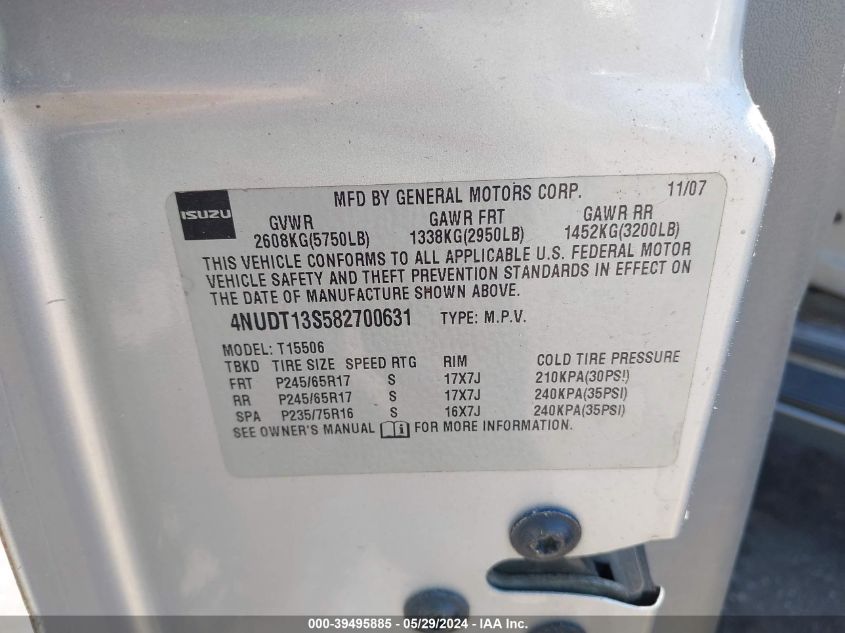 ISUZU
MFD BY GENERAL MOTORS CORP. 11/07
GVWR GAWR FRT GAWR RR
2608KG(5750LB) 1338KG(2950LB) 1452KG(3200LB)
THIS VEHICLE CONFORMS TO ALL APPLICABLE U.S. FEDERAL MOTOR
VEHICLE SAFETY AND THEFT PREVENTION STANDARDS IN EFFECT ON
THE DATE OF MANUFACTURE SHOWN ABOVE.
4NUDT13S582700631 TYPE: M.P.V.
MODEL: T15506
TBKD TIRE SIZE SPEED RTG RIM COLD TIRE PRESSURE
FRT P245/65R17 S 17X7J 210KPA(30PSI)
RR P245/65R17 S 17X7J 240KPA(35PSI)
SPA P235/75R16 S 16X7J 240KPA(35PSI)
SEE OWNER'S MANUAL i FOR MORE INFORMATION.
000-39495885 - 05/29/2024 - IAA Inc.